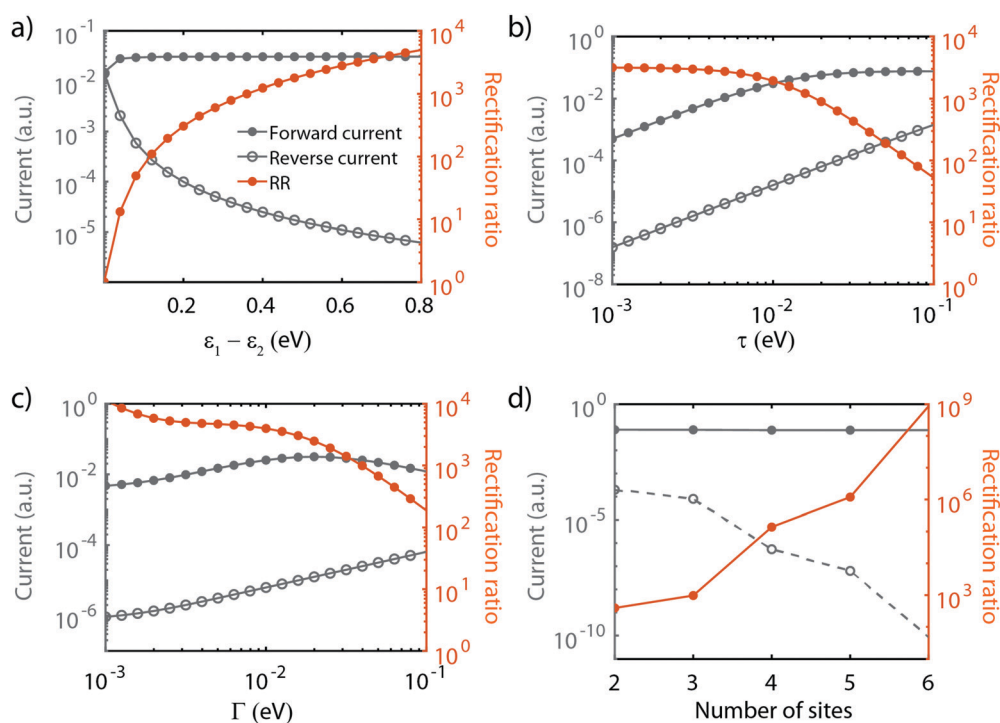 a)
10⁻¹
10⁻²
10⁻³
10⁻⁴
10⁻⁵
Current (a.u.)
10⁴
10³
10²
10¹
10⁰
Rectification ratio
Forward current
Reverse current
RR
0.2 0.4 0.6 0.8
ε₁ − ε₂ (eV)
b)
10⁰
10⁻²
10⁻⁴
10⁻⁶
10⁻⁸
Current (a.u.)
10⁴
10³
10²
10¹
10⁰
Rectification ratio
10⁻³ 10⁻² 10⁻¹
τ (eV)
c)
10⁰
10⁻²
10⁻⁴
10⁻⁶
Current (a.u.)
10⁴
10³
10²
10¹
10⁰
Rectification ratio
10⁻³ 10⁻² 10⁻¹
Γ (eV)
d)
10⁰
10⁻⁵
10⁻¹⁰
Current (a.u.)
10⁹
10⁶
10³
Rectification ratio
2 3 4 5 6
Number of sites